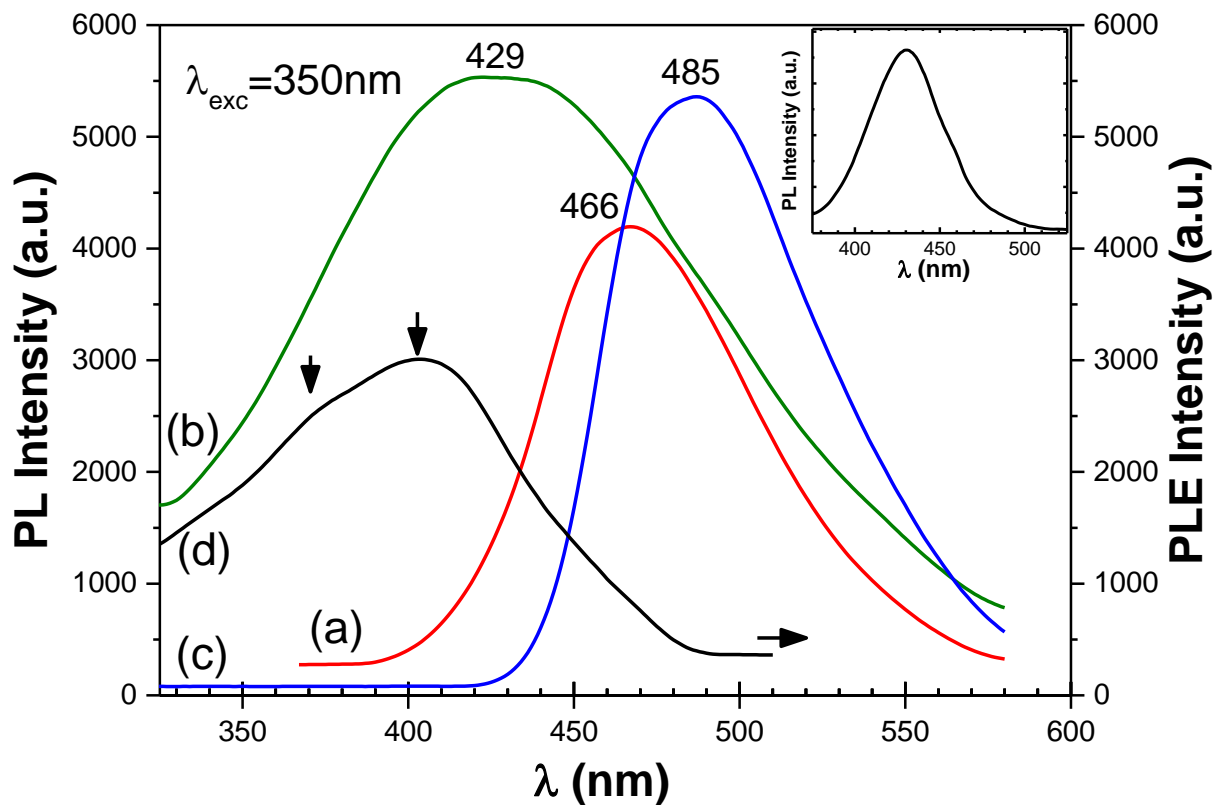 6000
5000
4000
3000
2000
1000
0
PL Intensity (a.u.)
λexc=350nm
429
485
466
(b)
(d)
(a)
(c)
350
400
450
500
550
600
λ (nm)
6000
5000
4000
3000
2000
1000
0
PLE Intensity (a.u.)
PL Intensity (a.u.)
400
450
500
λ (nm)